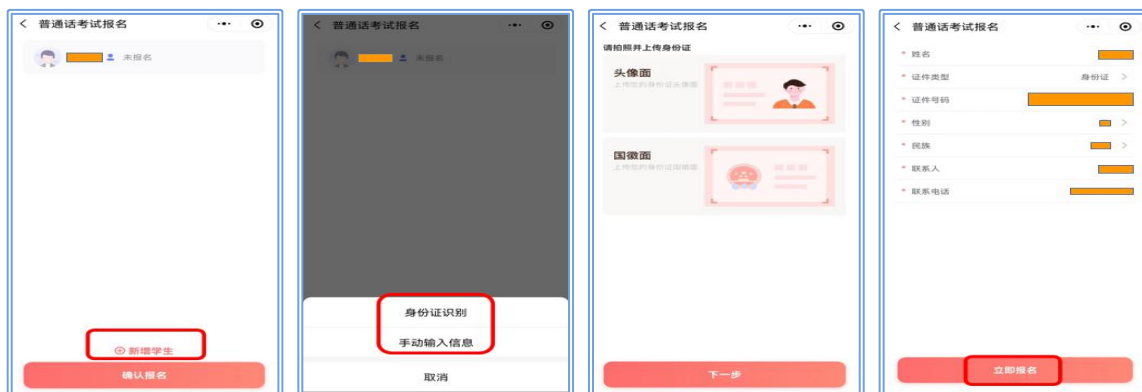 普通话考试报名
未报名
新增学生
确认报名
普通话考试报名
未报名
身份证识别
手动输入信息
取消
普通话考试报名
请拍照并上传身份证
头像面
上传您的身份证头像面
国徽面
上传您的身份证国徽面
下一步
普通话考试报名
* 姓名
* 证件类型 身份证 >
* 证件号码
* 性别 >
* 民族 >
* 联系人
* 联系电话
立即报名